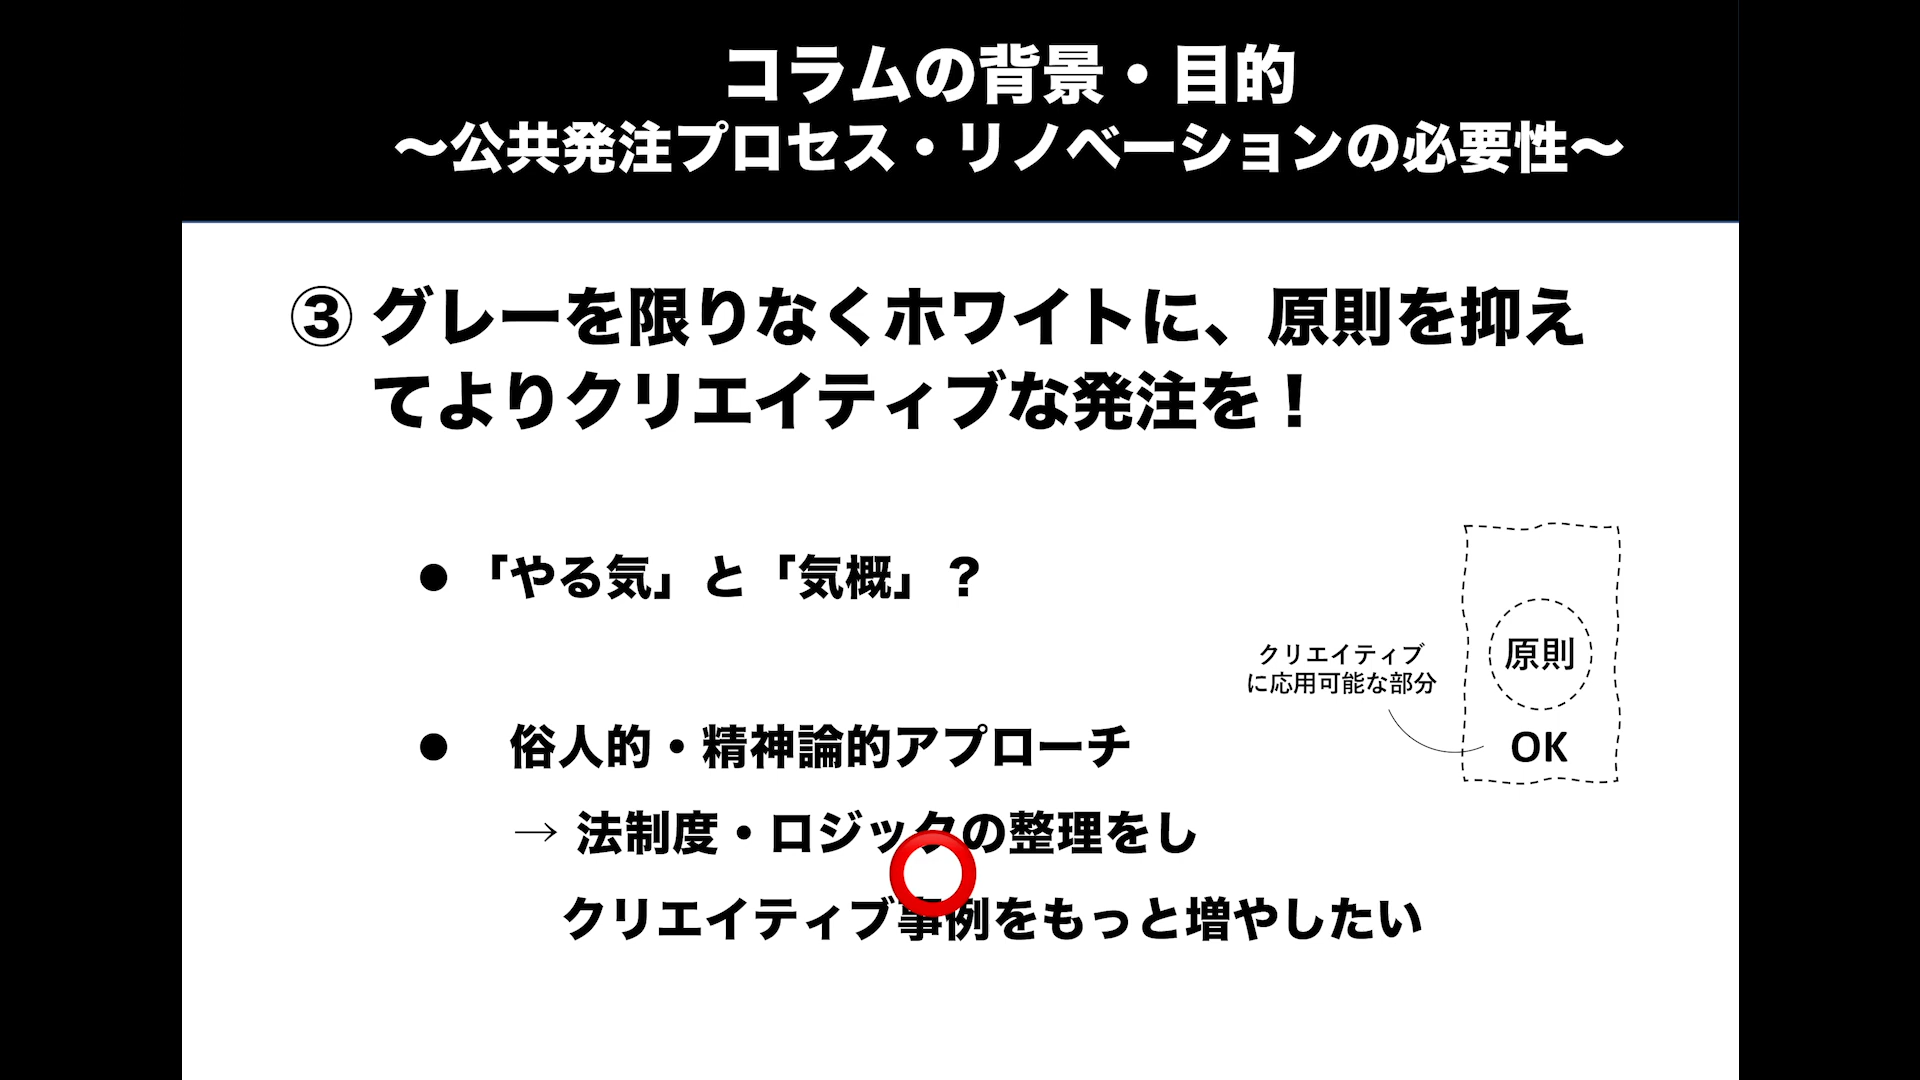 コラムの背景・目的
〜公共発注プロセス・リノベーションの必要性〜
③ グレーを限りなくホワイトに、原則を抑え
てよりクリエイティブな発注を！
● 「やる気」と「気概」？
● 俗人的・精神論的アプローチ
→ 法制度・ロジックの整理をし
クリエイティブ事例をもっと増やしたい
クリエイティブ
に応用可能な部分
原則
OK